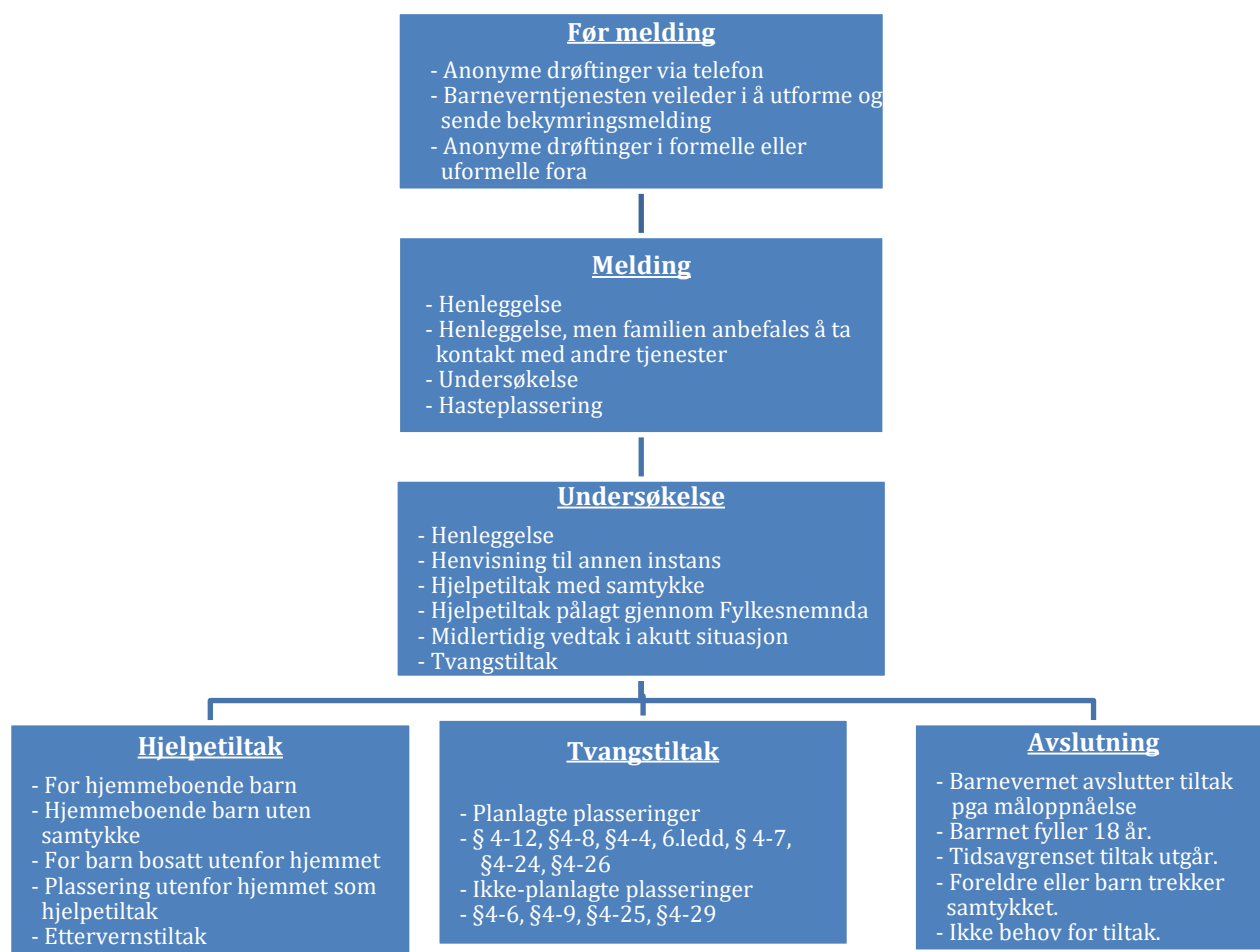 Før melding
- Anonyme drøftinger via telefon
- Barneverntjenesten veileder i å utforme og
sende bekymringsmelding
- Anonyme drøftinger i formelle eller
uformelle fora
Melding
- Henleggelse
- Henleggelse, men familien anbefales å ta
kontakt med andre tjenester
- Undersøkelse
- Hasteplassering
Undersøkelse
- Henleggelse
- Henvisning til annen instans
- Hjelpetiltak med samtykke
- Hjelpetiltak pålagt gjennom Fylkesnemnda
- Midlertidig vedtak i akutt situasjon
- Tvangstiltak
Hjelpetiltak
- For hjemmeboende barn
- Hjemmeboende barn uten
samtykke
- For barn bosatt utenfor hjemmet
- Plassering utenfor hjemmet som
hjelpetiltak
- Ettervernstiltak
Tvangstiltak
- Planlagte plasseringer
- § 4-12, §4-8, §4-4, 6.ledd, § 4-7,
§4-24, §4-26
- Ikke-planlagte plasseringer
- §4-6, §4-9, §4-25, §4-29
Avslutning
- Barnevernet avslutter tiltak
pga måloppnåelse
- Barrnet fyller 18 år.
- Tidsavgrenset tiltak utgår.
- Foreldre eller barn trekker
samtykket.
- Ikke behov for tiltak.